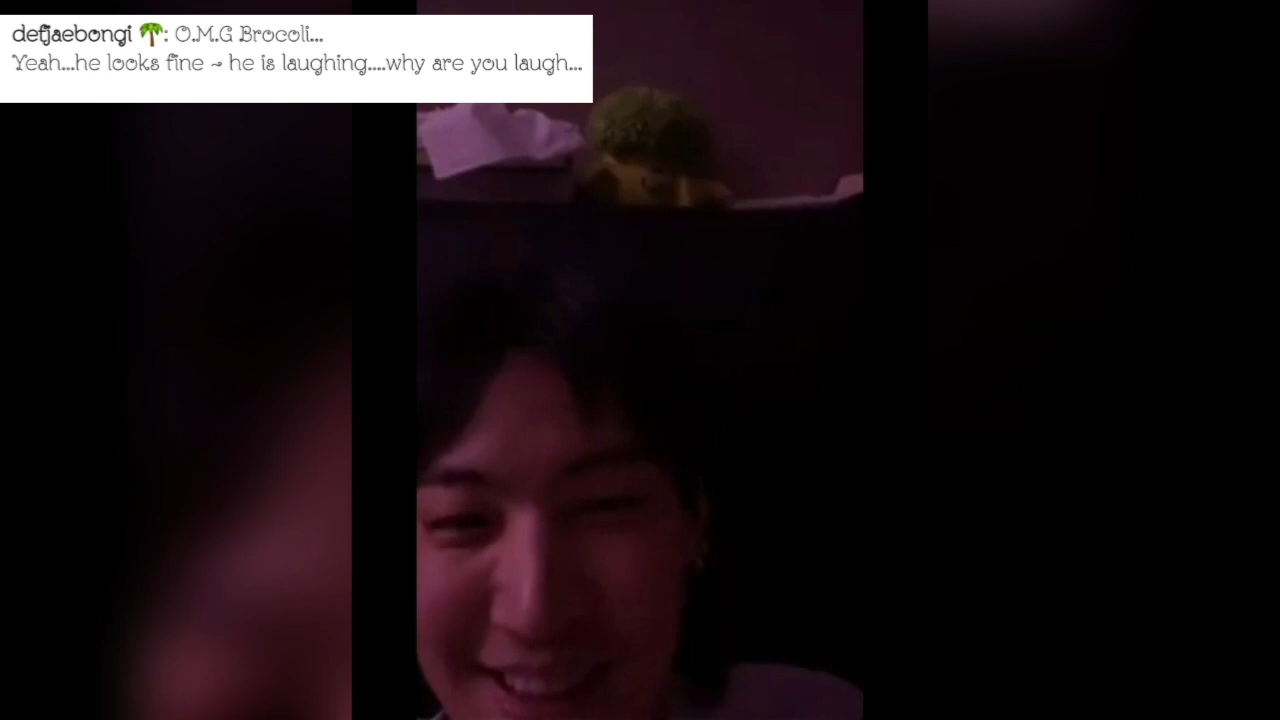 defjaebongi 🌴: O.M.G Brocoli...
Yeah...he looks fine ~ he is laughing....why are you laugh...